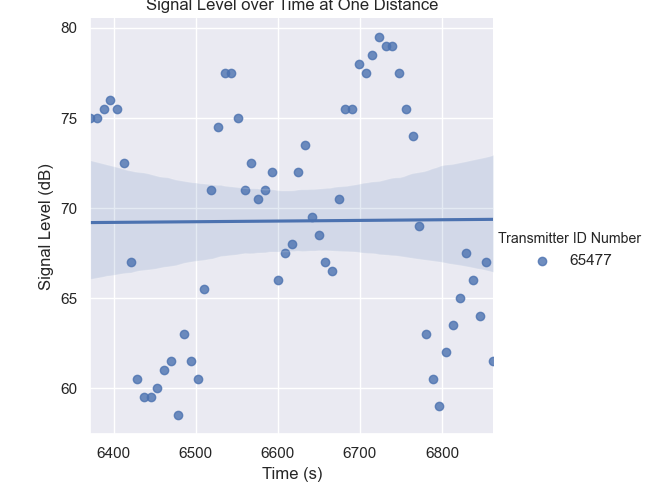 Signal Level over Time at One Distance
80
75
70
65
60
Signal Level (dB)
6400 6500 6600 6700 6800
Time (s)
Transmitter ID Number
65477